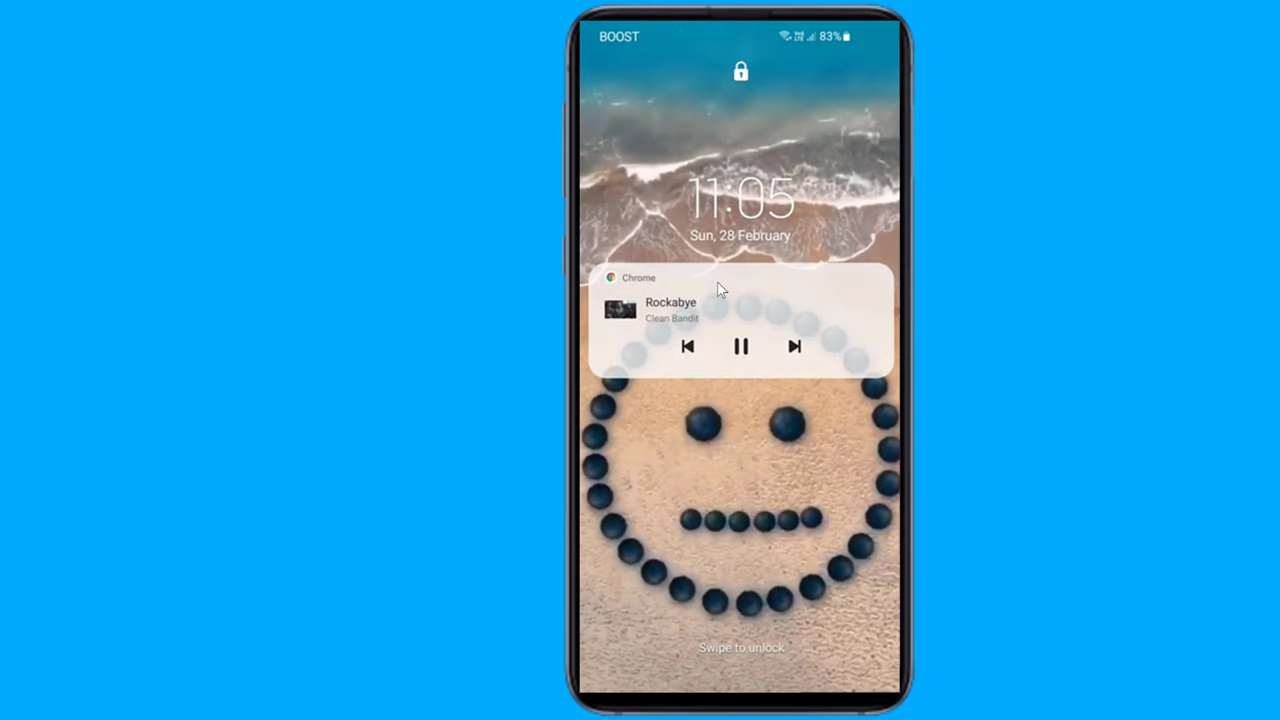 BOOST
83%
11:05
Sun, 28 February
Chrome
Rockabye
Clean Bandit
Swipe to unlock